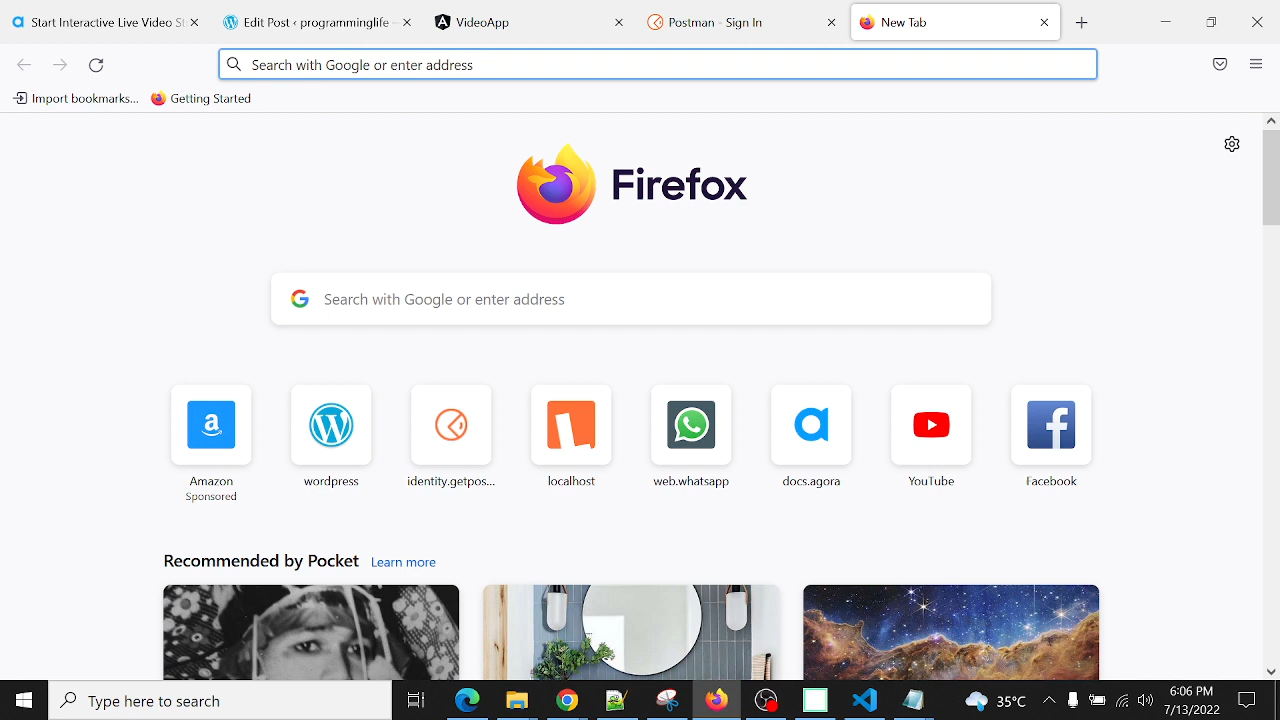 Start Interactive Live Video St
Edit Post ‹ programminglife —
VideoApp
Postman - Sign In
New Tab
Search with Google or enter address
Import bookmarks...
Getting Started
Firefox
Search with Google or enter address
Amazon
Sponsored
wordpress
identity.getpos...
localhost
web.whatsapp
docs.agora
YouTube
Facebook
Recommended by Pocket Learn more
Type here to search
35°C
6:06 PM
7/13/2022